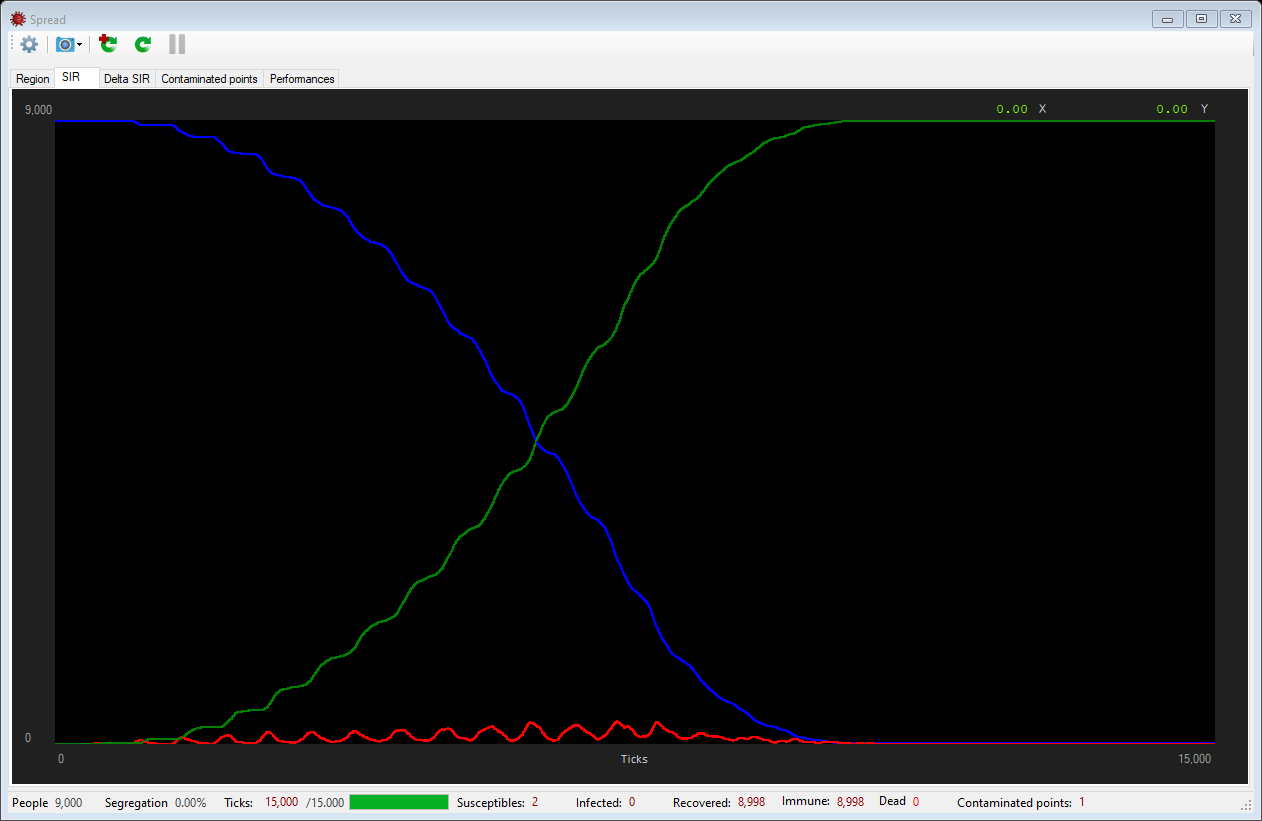 Spread
Region SIR Delta SIR Contaminated points Performances
9,000 0.00 X 0.00 Y
0
0 Ticks 15,000
People 9,000 Segregation 0.00% Ticks: 15,000 /15.000 Susceptibles: 2 Infected: 0 Recovered: 8,998 Immune: 8,998 Dead 0 Contaminated points: 1